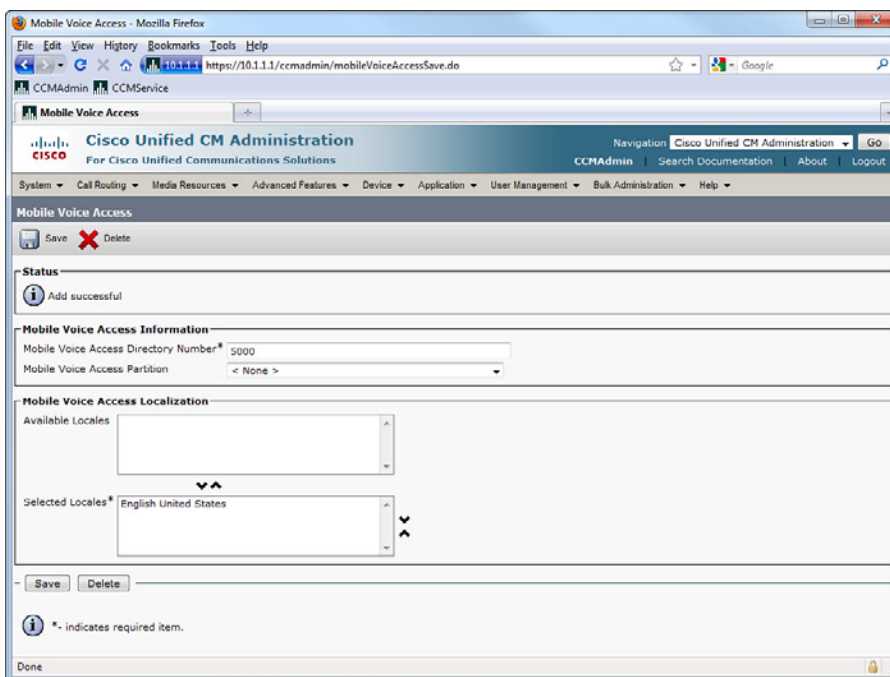 Mobile Voice Access - Mozilla Firefox
File Edit View History Bookmarks Tools Help
10.1.1.1 https://10.1.1.1/ccmadmin/mobileVoiceAccessSave.do Google
CCMAdmin CCMService
Mobile Voice Access
CISCO
Cisco Unified CM Administration
For Cisco Unified Communications Solutions
Navigation Cisco Unified CM Administration Go
CCMAdmin | Search Documentation | About | Logout
System Call Routing Media Resources Advanced Features Device Application User Management Bulk Administration Help
Mobile Voice Access
Save Delete
Status
Add successful
Mobile Voice Access Information
Mobile Voice Access Directory Number* 5000
Mobile Voice Access Partition < None >
Mobile Voice Access Localization
Available Locales
Selected Locales* English United States
Save Delete
*- indicates required item.
Done